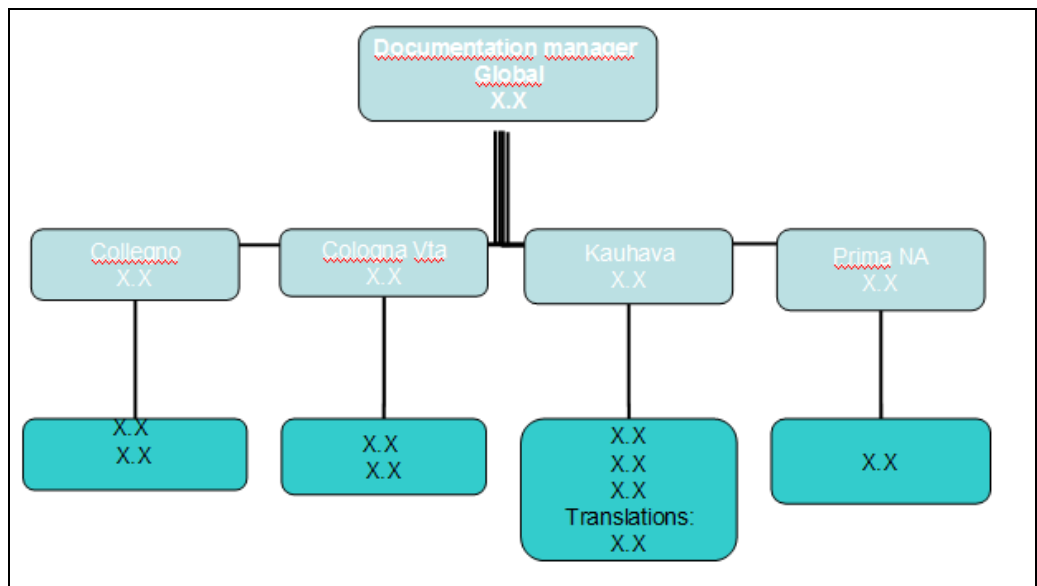 Documentation manager
Global
X.X
Collegno
X.X
Cologna Vta
X.X
Kauhava
X.X
Prima NA
X.X
X.X
X.X
X.X
X.X
X.X
X.X
X.X
Translations:
X.X
X.X